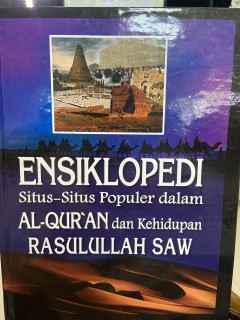 ENSIKLOPEDI
Situs-Situs Populer dalam
AL-QUR'AN dan Kehidupan
RASULULLAH SAW